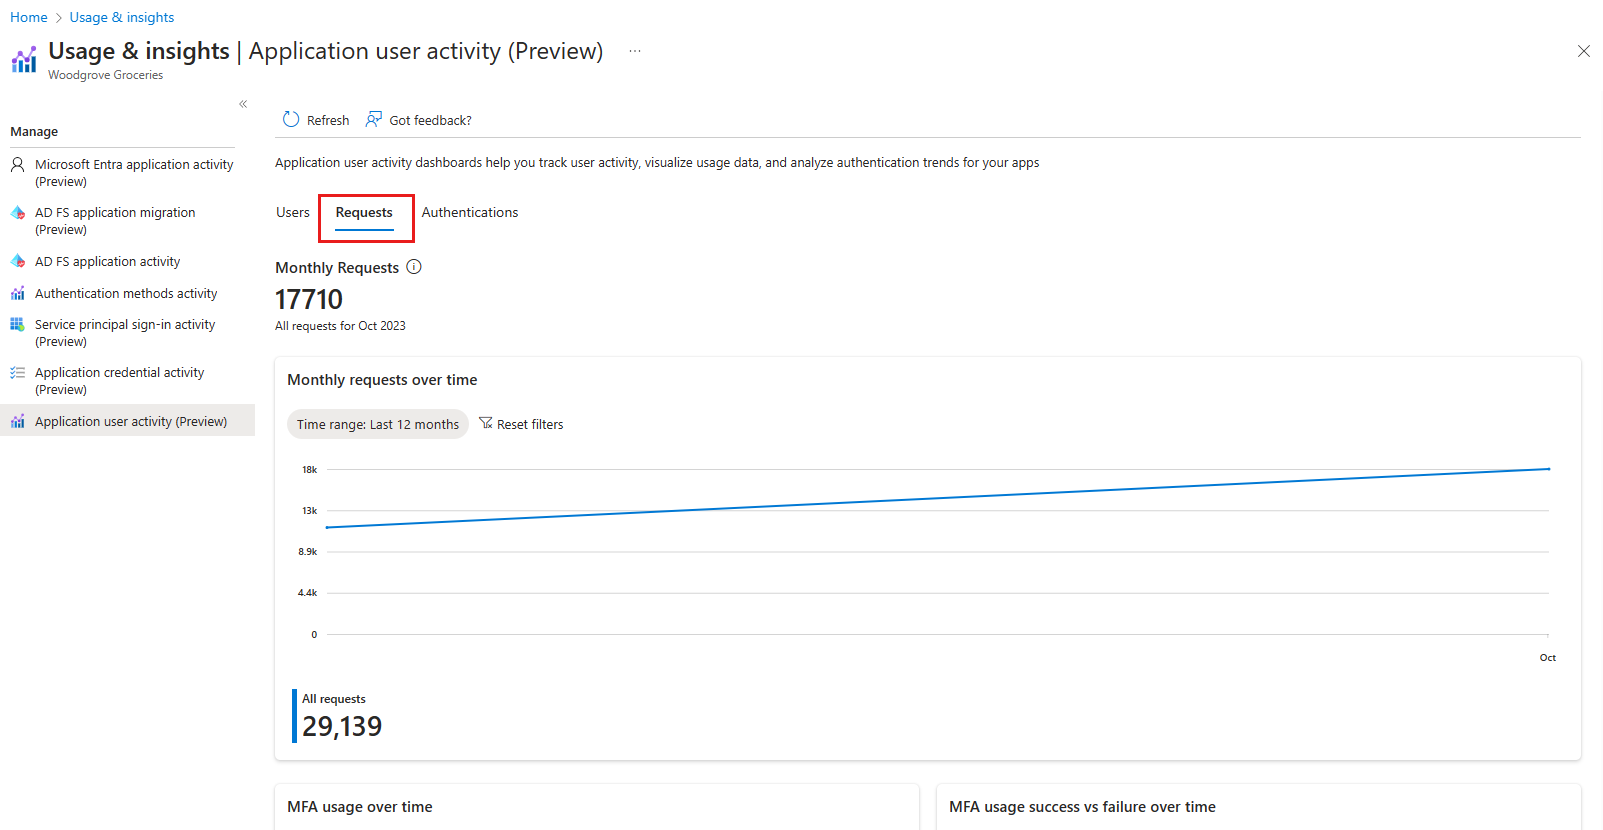 Home > Usage & insights
Usage & insights | Application user activity (Preview) ...
Woodgrove Groceries
«
Manage
Microsoft Entra application activity
(Preview)
AD FS application migration
(Preview)
AD FS application activity
Authentication methods activity
Service principal sign-in activity
(Preview)
Application credential activity
(Preview)
Application user activity (Preview)
Refresh Got feedback?
Application user activity dashboards help you track user activity, visualize usage data, and analyze authentication trends for your apps
Users Requests Authentications
Monthly Requests
17710
All requests for Oct 2023
Monthly requests over time
Time range: Last 12 months Reset filters
18k
13k
8.9k
4.4k
0
Oct
All requests
29,139
MFA usage over time
MFA usage success vs failure over time